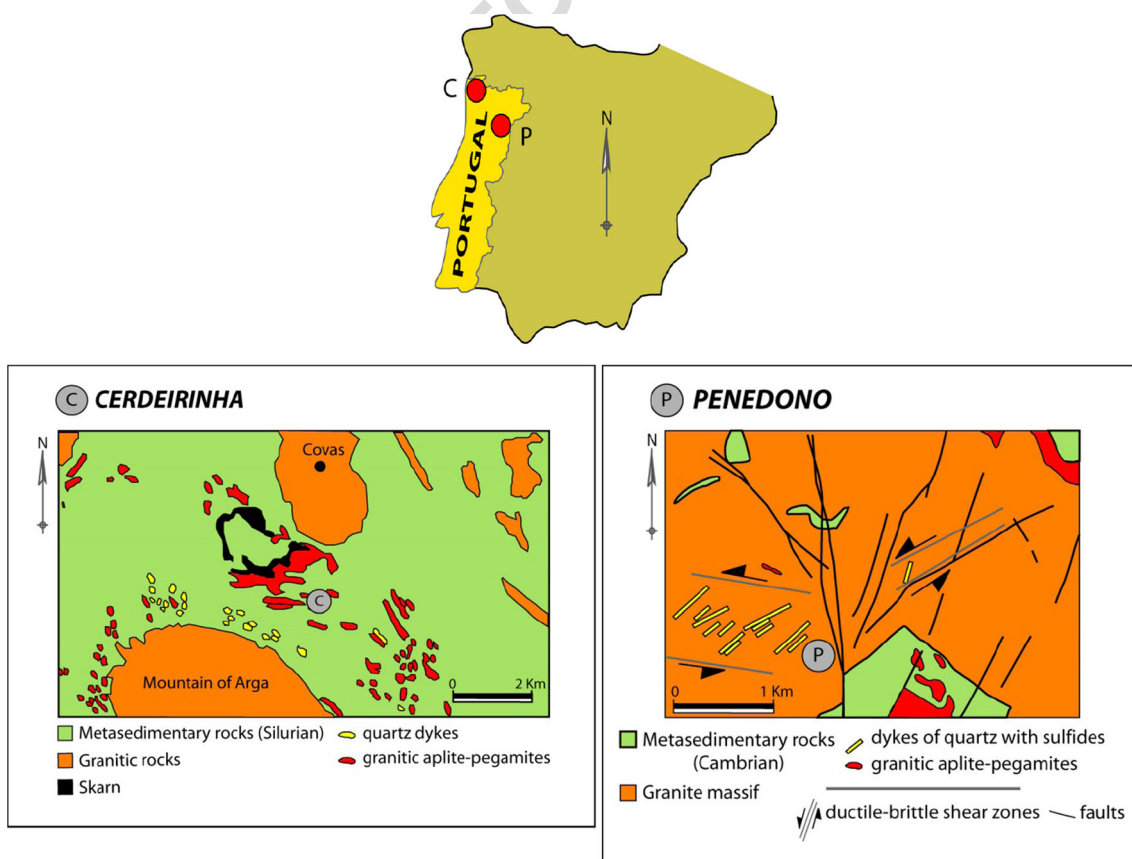 C
P
N
PORTUGAL
C CERDEIRINHA
N
Covas
C
Mountain of Arga
0 2 Km
Metasedimentary rocks (Silurian)
quartz dykes
Granitic rocks
granitic aplite-pegamites
Skarn
P PENEDONO
N
P
0 1 Km
Metasedimentary rocks
(Cambrian)
dykes of quartz with sulfides
granitic aplite-pegamites
Granite massif
ductile-brittle shear zones
faults